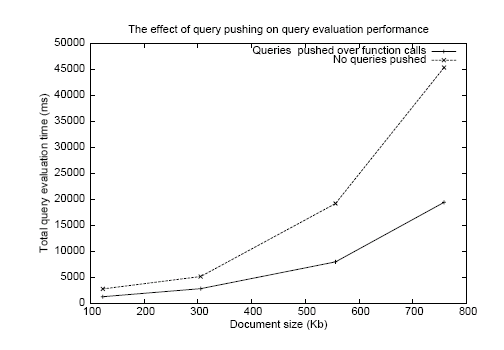 The effect of query pushing on query evaluation performance
50000
45000
40000
35000
30000
25000
20000
15000
10000
5000
0
Total query evaluation time (ms)
Queries pushed over function calls
No queries pushed
100 200 300 400 500 600 700 800
Document size (Kb)